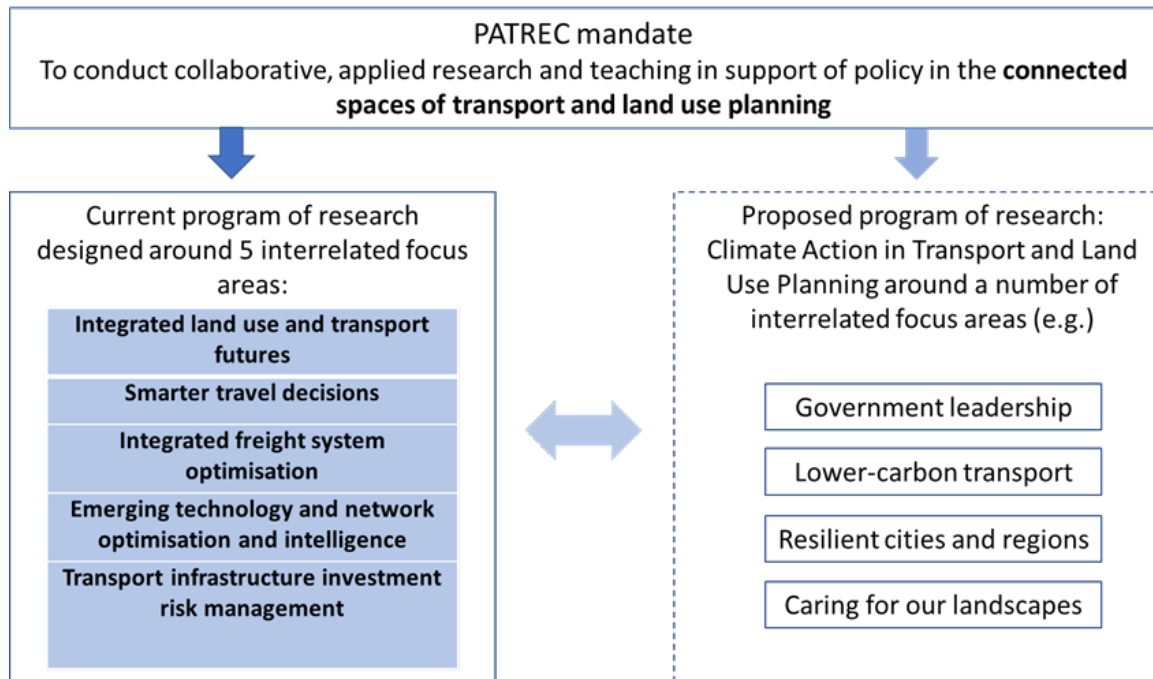 PATREC mandate
To conduct collaborative, applied research and teaching in support of policy in the connected
spaces of transport and land use planning
Current program of research
designed around 5 interrelated focus
areas:
Integrated land use and transport
futures
Smarter travel decisions
Integrated freight system
optimisation
Emerging technology and network
optimisation and intelligence
Transport infrastructure investment
risk management
Proposed program of research:
Climate Action in Transport and Land
Use Planning around a number of
interrelated focus areas (e.g.)
Government leadership
Lower-carbon transport
Resilient cities and regions
Caring for our landscapes